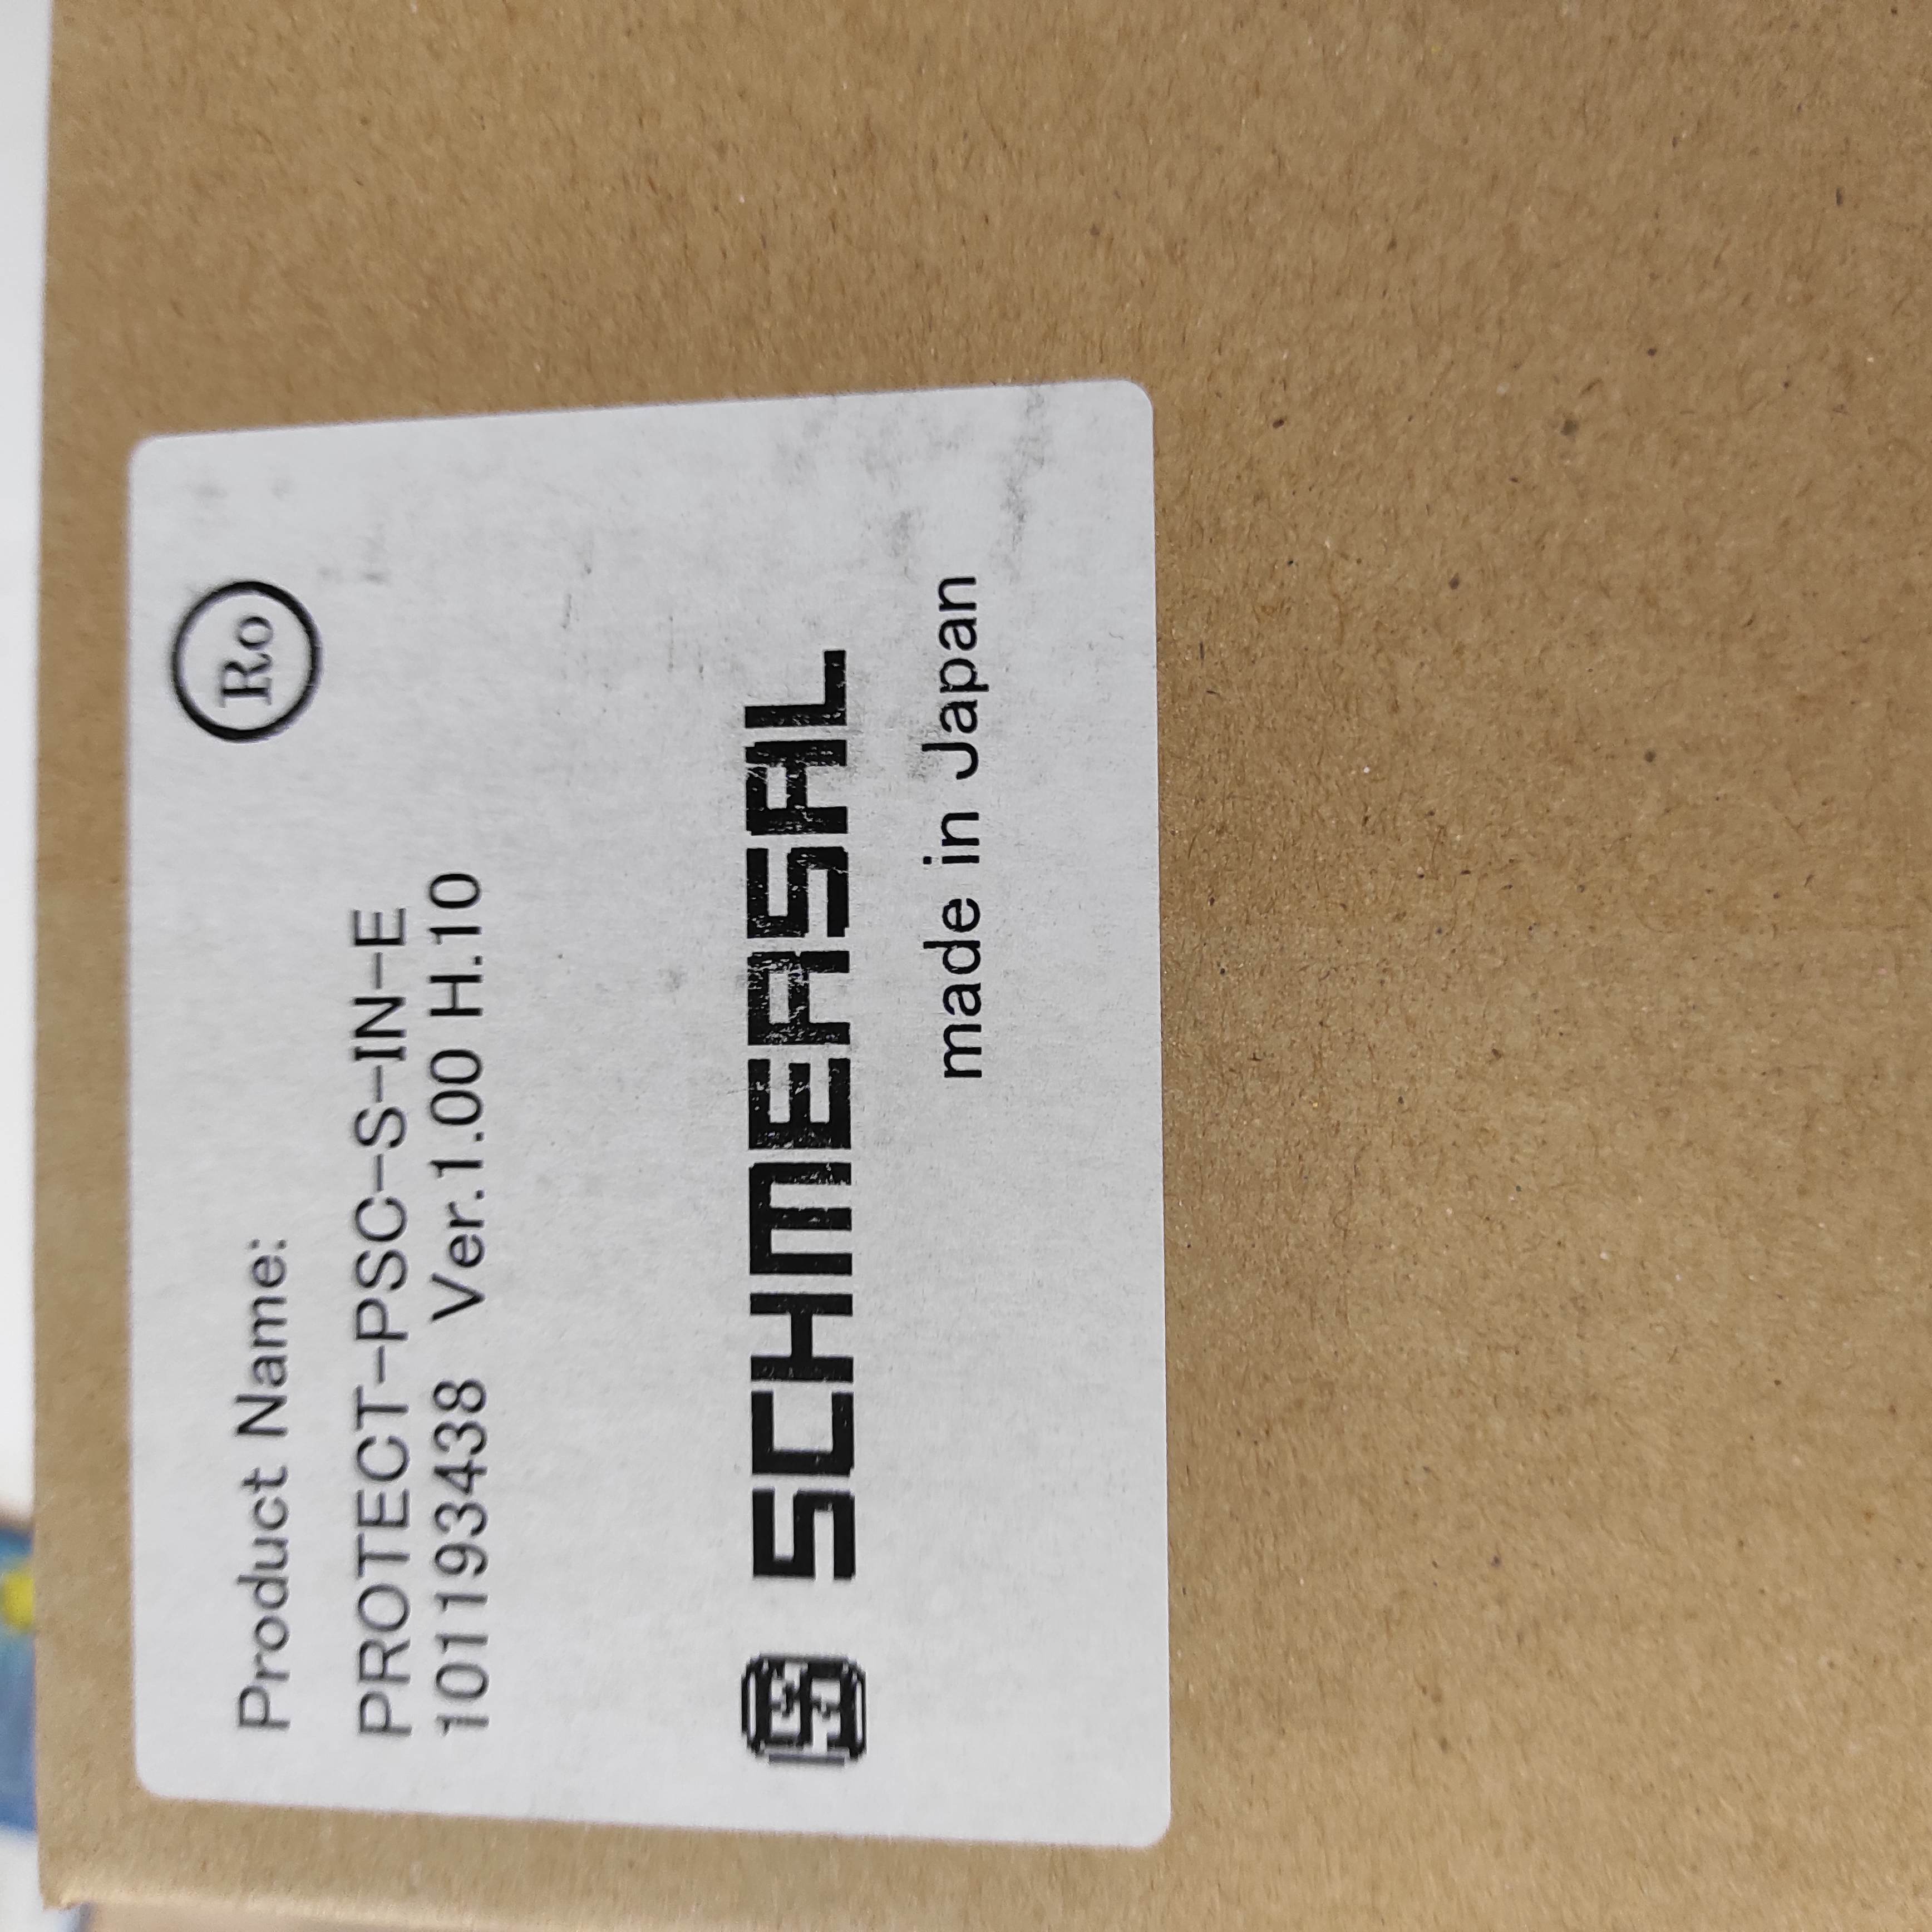 Ro
Product Name:
PROTECT-PSC-S-IN-E
101193438 Ver.1.00 H.10
SCHMERSAL
made in Japan